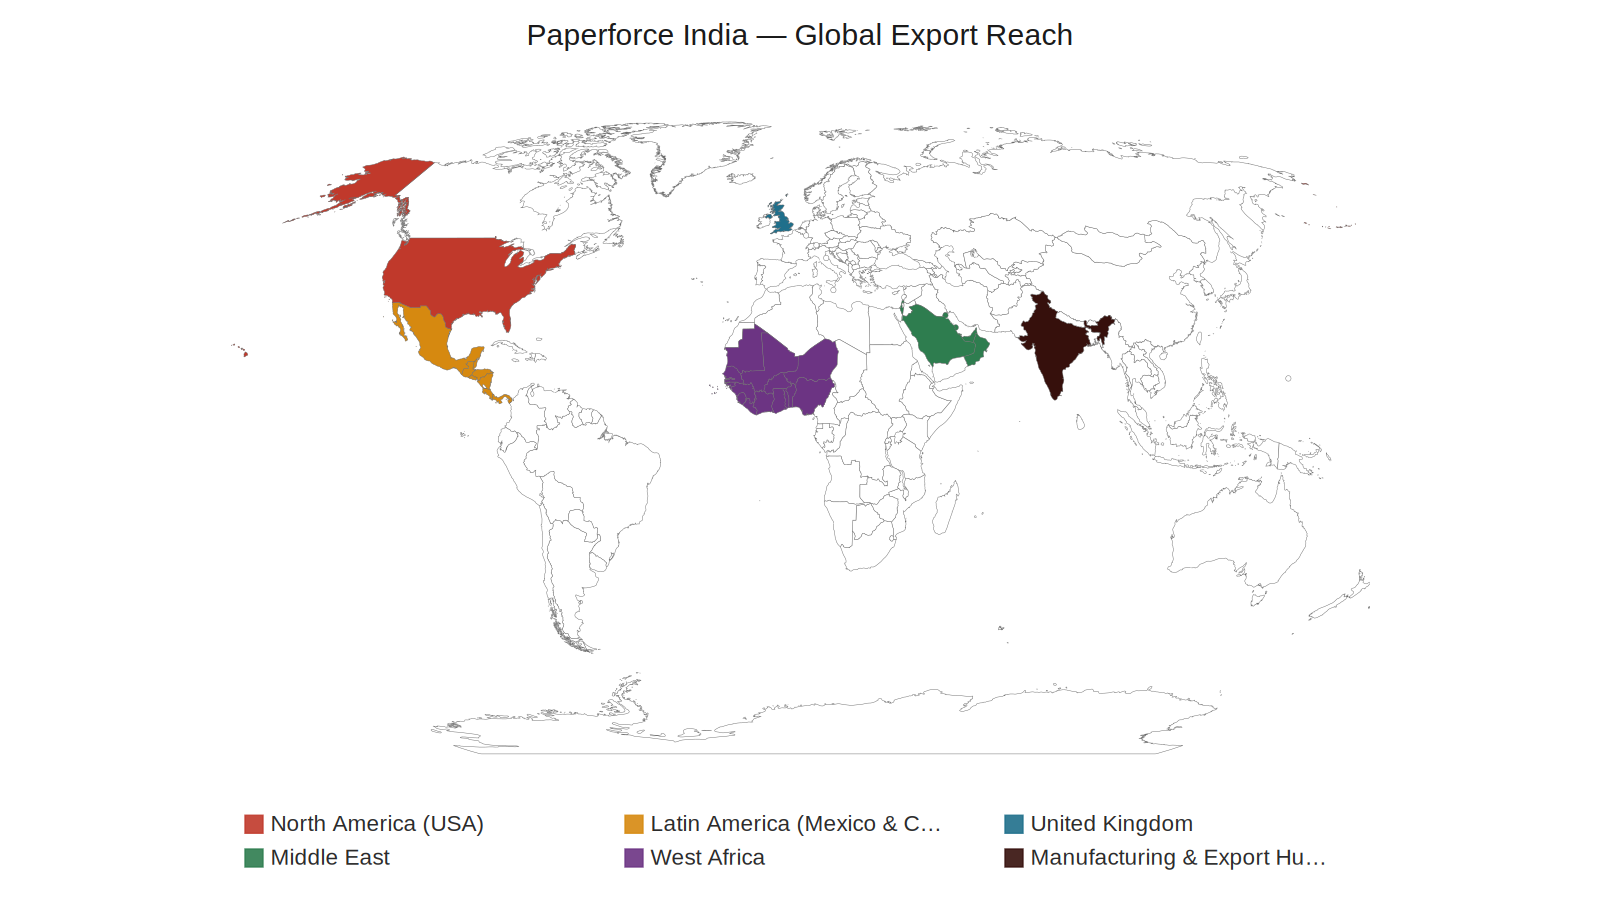 Paperforce India — Global Export Reach
North America (USA)
Latin America (Mexico & C…
United Kingdom
Middle East
West Africa
Manufacturing & Export Hu…